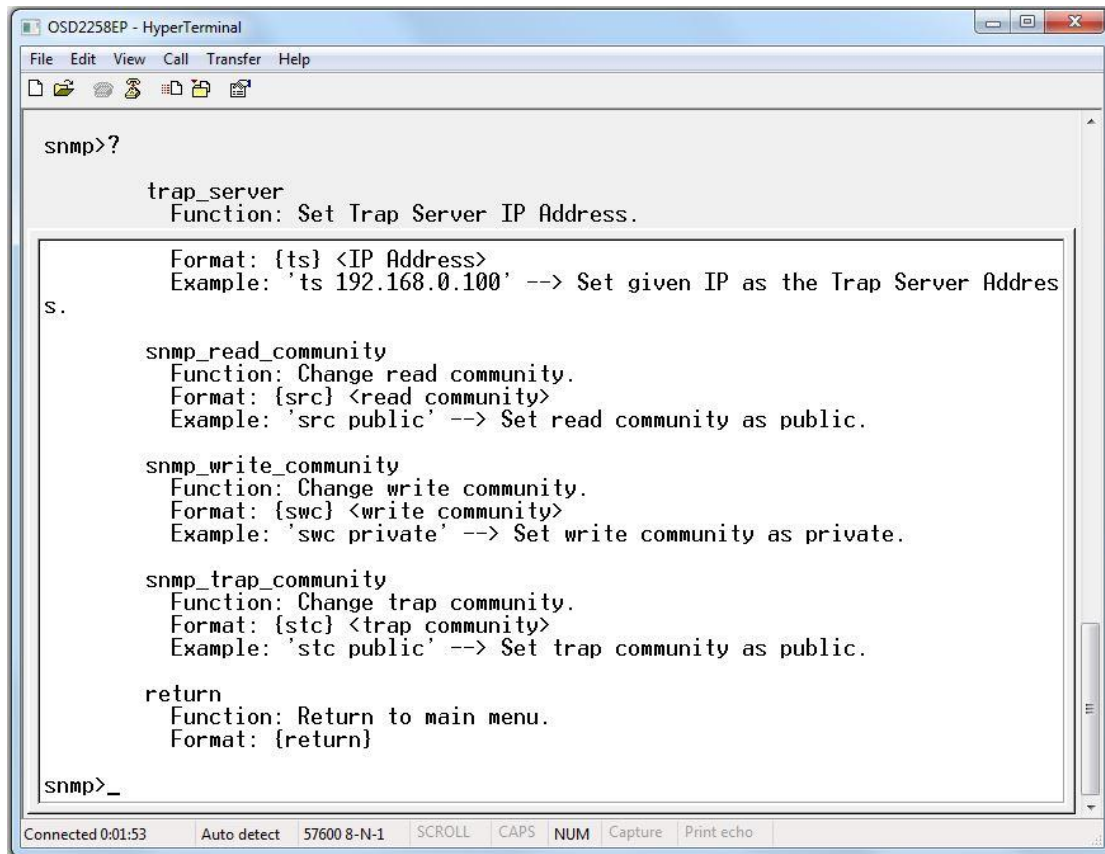 OSD2258EP - HyperTerminal
File Edit View Call Transfer Help
snmp>?
trap_server
Function: Set Trap Server IP Address.
Format: {ts} <IP Address>
Example: 'ts 192.168.0.100' --> Set given IP as the Trap Server Addres
s.
snmp_read_community
Function: Change read community.
Format: {src} <read community>
Example: 'src public' --> Set read community as public.
snmp_write_community
Function: Change write community.
Format: {swc} <write community>
Example: 'swc private' --> Set write community as private.
snmp_trap_community
Function: Change trap community.
Format: {stc} <trap community>
Example: 'stc public' --> Set trap community as public.
return
Function: Return to main menu.
Format: {return}
snmp>_
Connected 0:01:53 Auto detect 57600 8-N-1 SCROLL CAPS NUM Capture Print echo